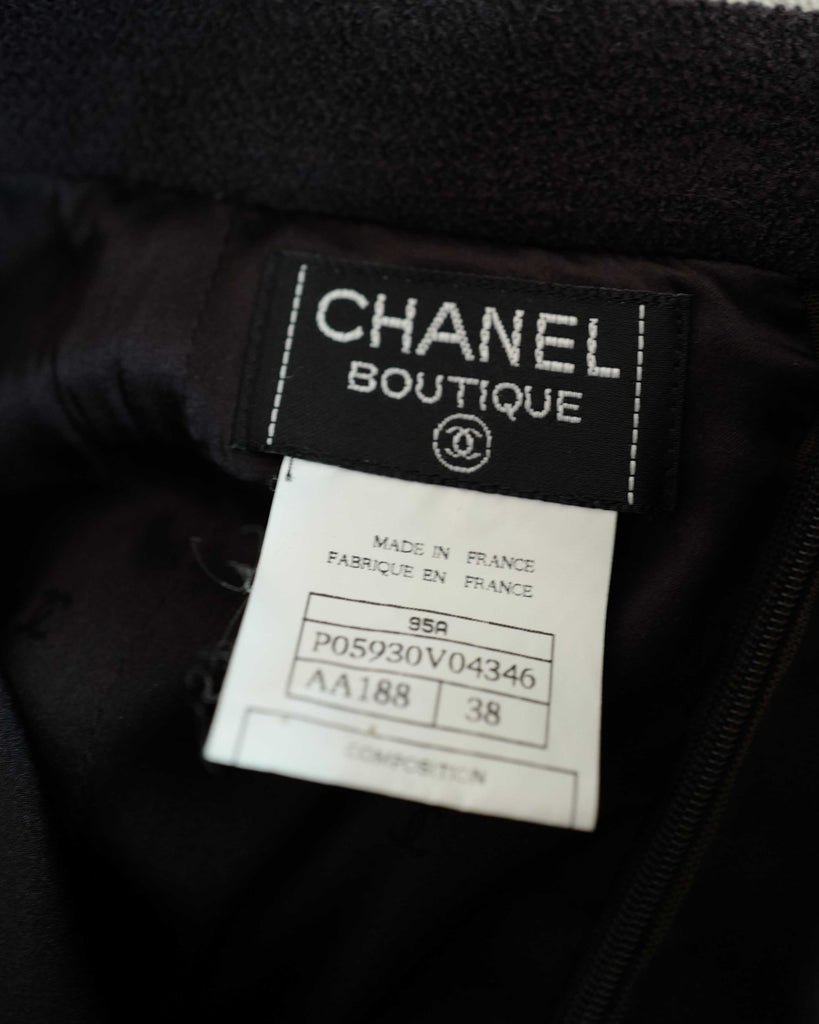 CHANEL
BOUTIQUE
MADE IN FRANCE
FABRIQUE EN FRANCE
95A
P05930V04346
AA188 38
COMPOSITION